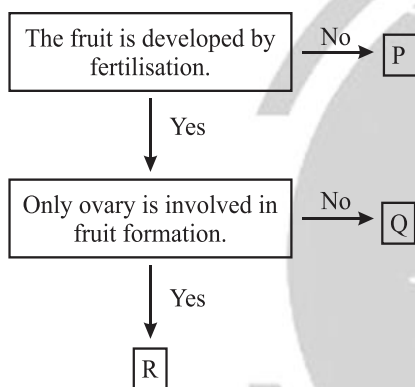 The fruit is developed by
fertilisation.
No
P
Yes
Only ovary is involved in
fruit formation.
No
Q
Yes
R